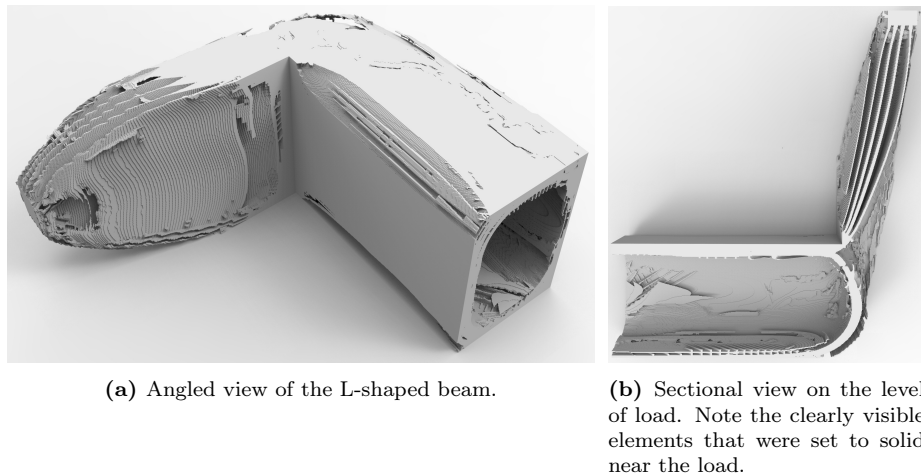 (a) Angled view of the L-shaped beam.
(b) Sectional view on the level
of load. Note the clearly visible
elements that were set to solid
near the load.